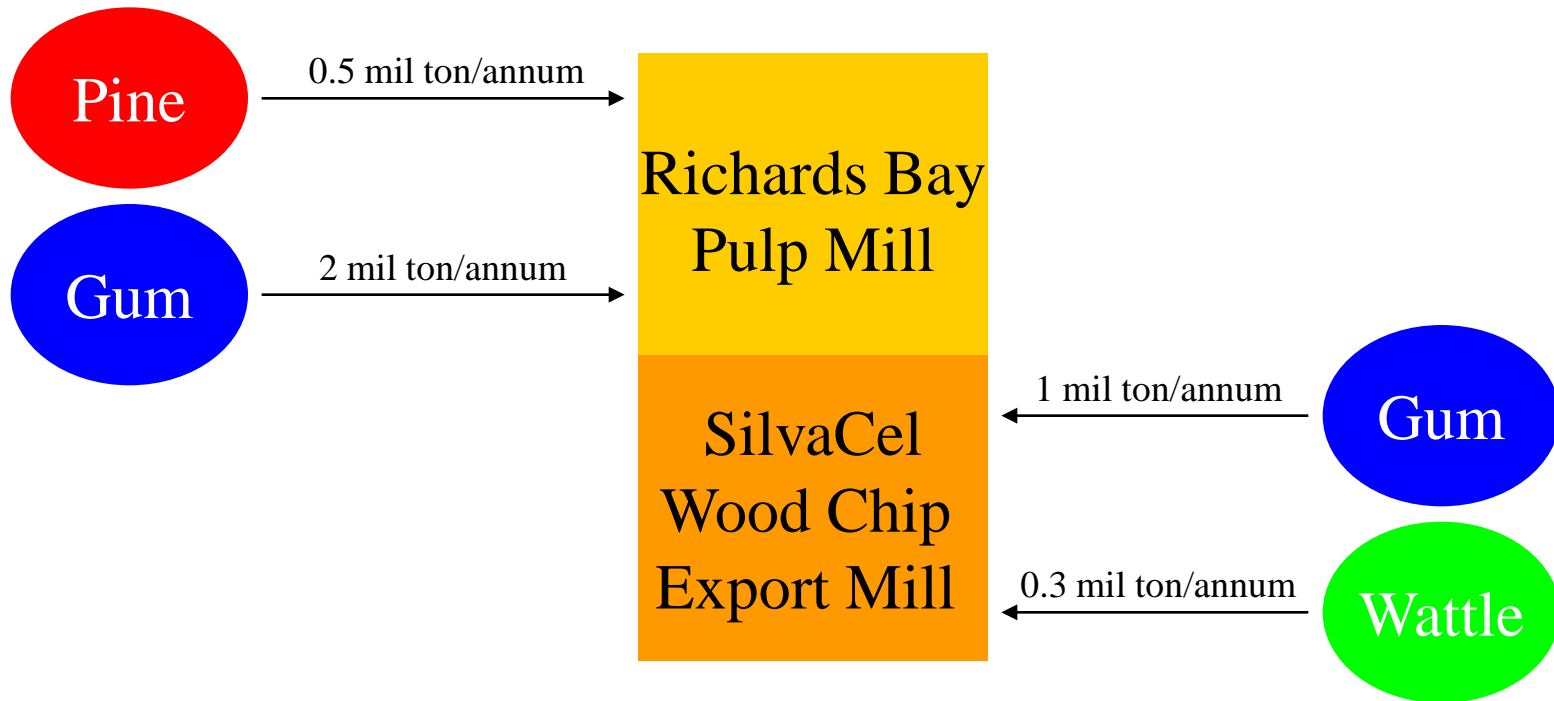 Pine
0.5 mil ton/annum
Gum
2 mil ton/annum
Richards Bay
Pulp Mill
SilvaCel
Wood Chip
Export Mill
1 mil ton/annum
Gum
0.3 mil ton/annum
Wattle